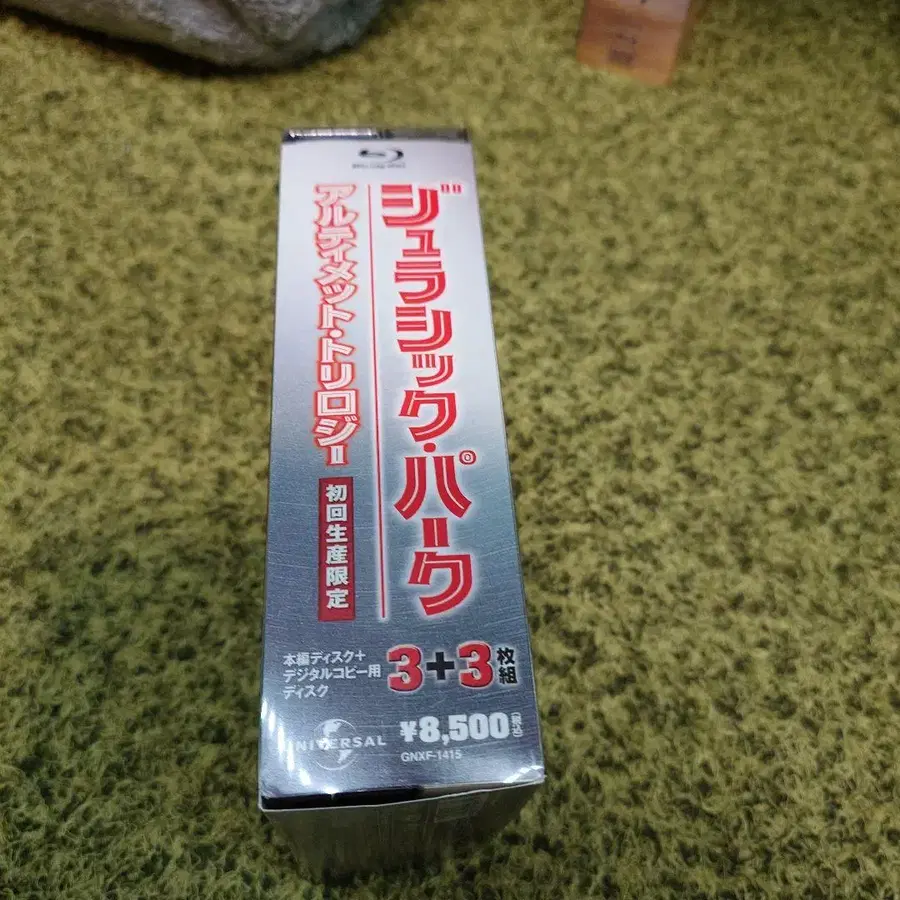 ジュラシック・パーク
アルティメット・トリロジー
初回生産限定
本編ディスク+
デジタルコピー用
ディスク
3+3枚組
¥8,500(税込)
UNIVERSAL
GNXF-1415